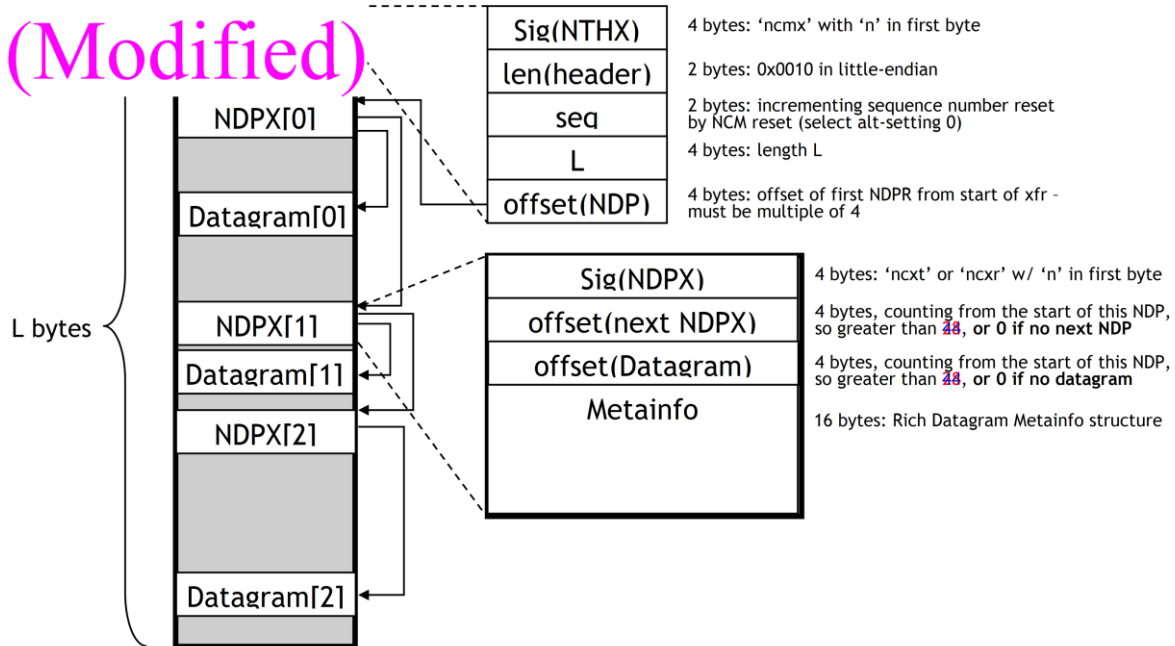 (Modified)
Sig(NTHX)
4 bytes: ‘ncmx’ with ‘n’ in first byte
len(header)
2 bytes: 0x0010 in little-endian
seq
2 bytes: incrementing sequence number reset
by NCM reset (select alt-setting 0)
L
4 bytes: length L
offset(NDP)
4 bytes: offset of first NDPR from start of xfr -
must be multiple of 4
NDPX[0]
Datagram[0]
NDPX[1]
Datagram[1]
NDPX[2]
Datagram[2]
L bytes
Sig(NDPX)
4 bytes: ‘ncxt’ or ‘ncxr’ w/ ‘n’ in first byte
offset(next NDPX)
4 bytes, counting from the start of this NDP,
so greater than , or 0 if no next NDP
offset(Datagram)
4 bytes, counting from the start of this NDP,
so greater than , or 0 if no datagram
Metainfo
16 bytes: Rich Datagram Metainfo structure